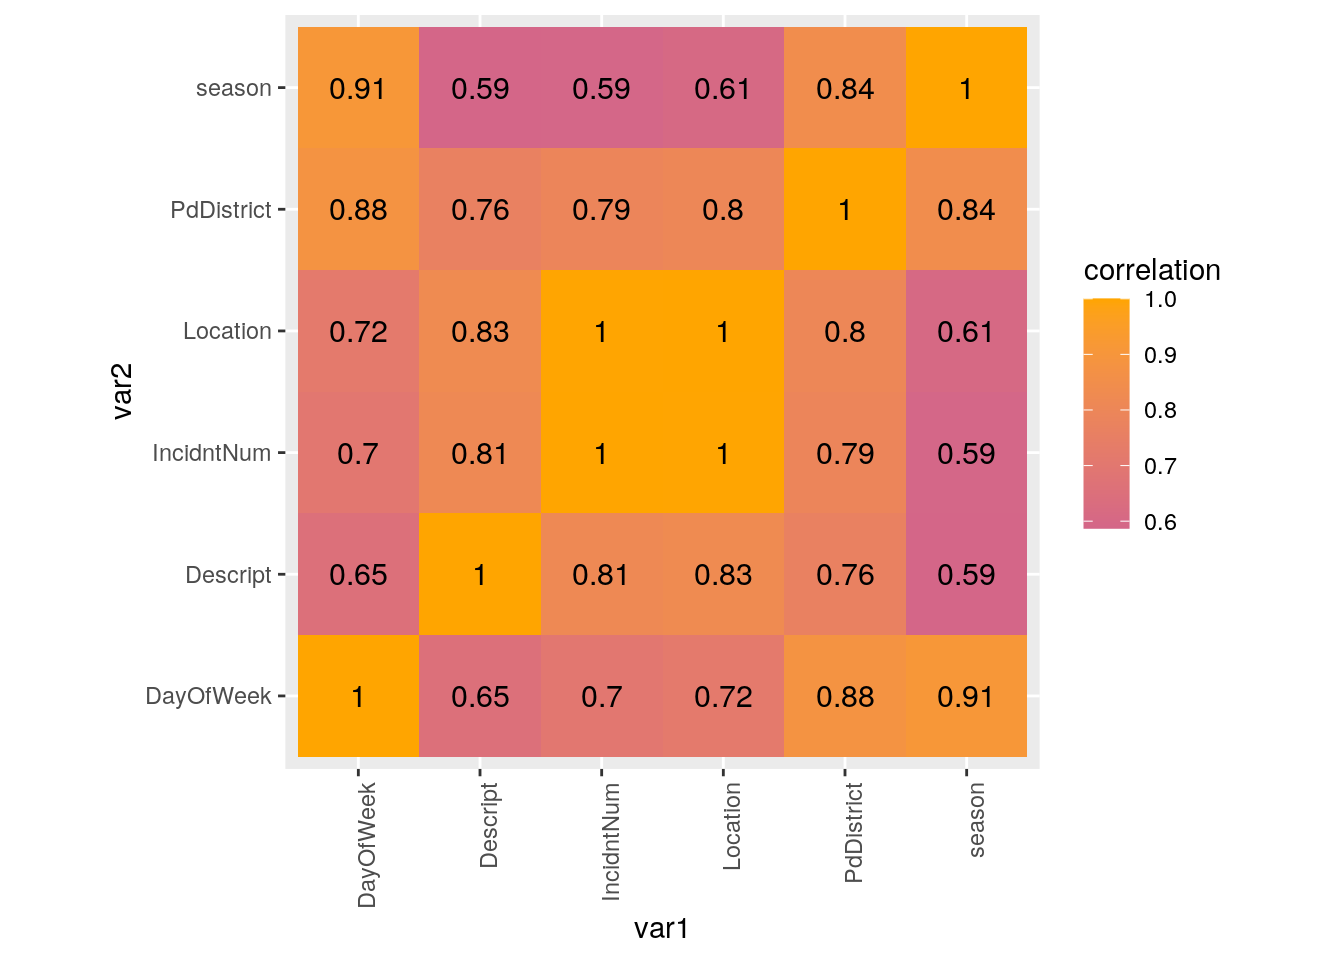 season 0.91 0.59 0.59 0.61 0.84 1
PdDistrict 0.88 0.76 0.79 0.8 1 0.84
Location 0.72 0.83 1 1 0.8 0.61
IncidntNum 0.7 0.81 1 1 0.79 0.59
Descript 0.65 1 0.81 0.83 0.76 0.59
DayOfWeek 1 0.65 0.7 0.72 0.88 0.91
var2
DayOfWeek Descript IncidntNum Location PdDistrict season
var1
correlation
1.0
0.9
0.8
0.7
0.6